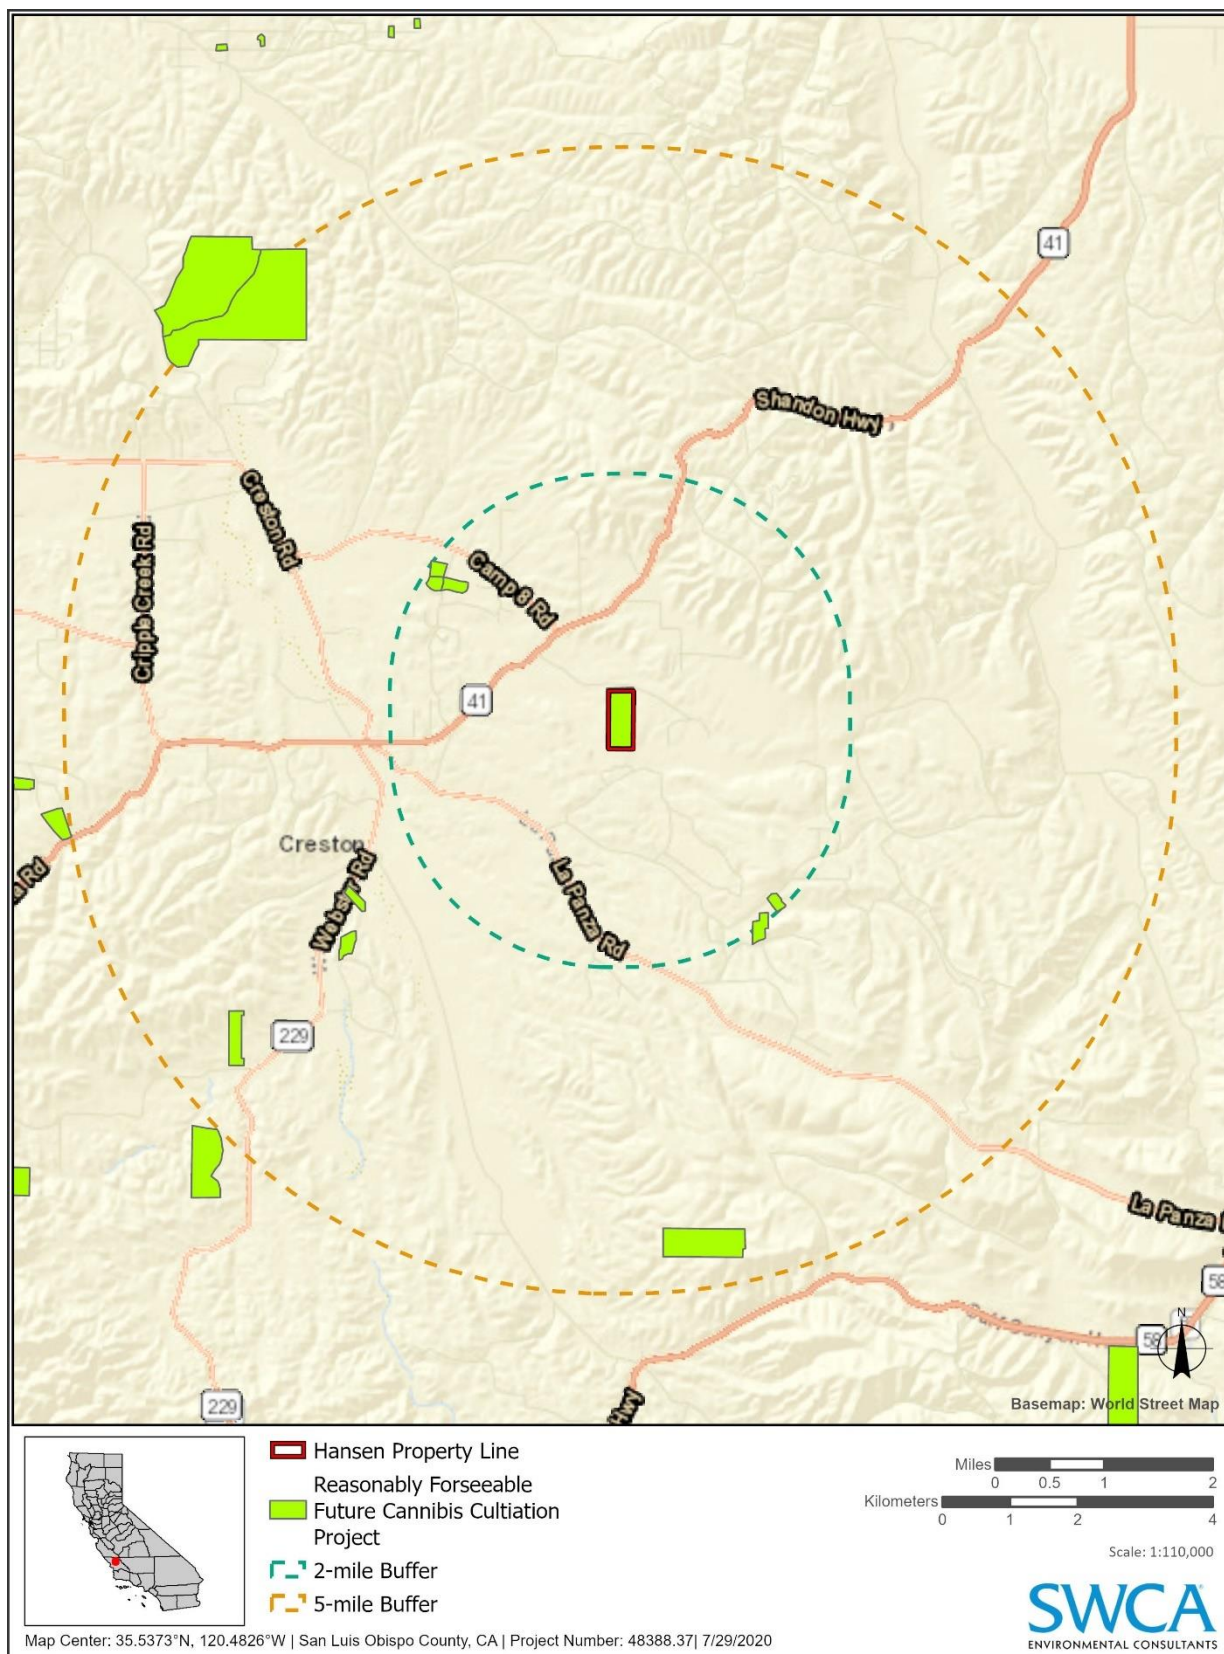 41
Shandon Hwy
Creston Rd
Cripple Creek Rd
Camp 8 Rd
41
Creston
Webster Rd
La Panza Rd
229
La Panza
58
58
Hwy
229
Basemap: World Street Map
N
Hansen Property Line
Reasonably Forseeable
Future Cannibis Cultiation
Project
2-mile Buffer
5-mile Buffer
Miles
0 0.5 1 2
Kilometers
0 1 2 4
Scale: 1:110,000
SWCA
ENVIRONMENTAL CONSULTANTS
Map Center: 35.5373°N, 120.4826°W | San Luis Obispo County, CA | Project Number: 48388.37| 7/29/2020